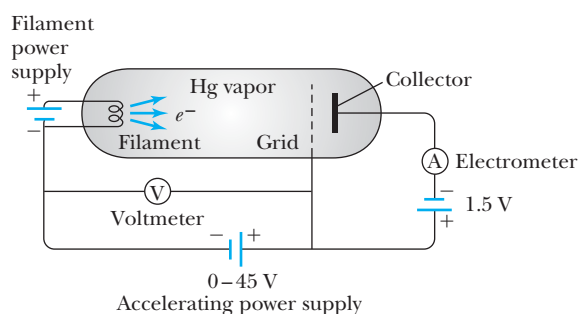 Filament
power
supply
+
−
Hg vapor
e−
Filament
Grid
Collector
A
Electrometer
−
1.5 V
+
V
Voltmeter
− +
0–45 V
Accelerating power supply